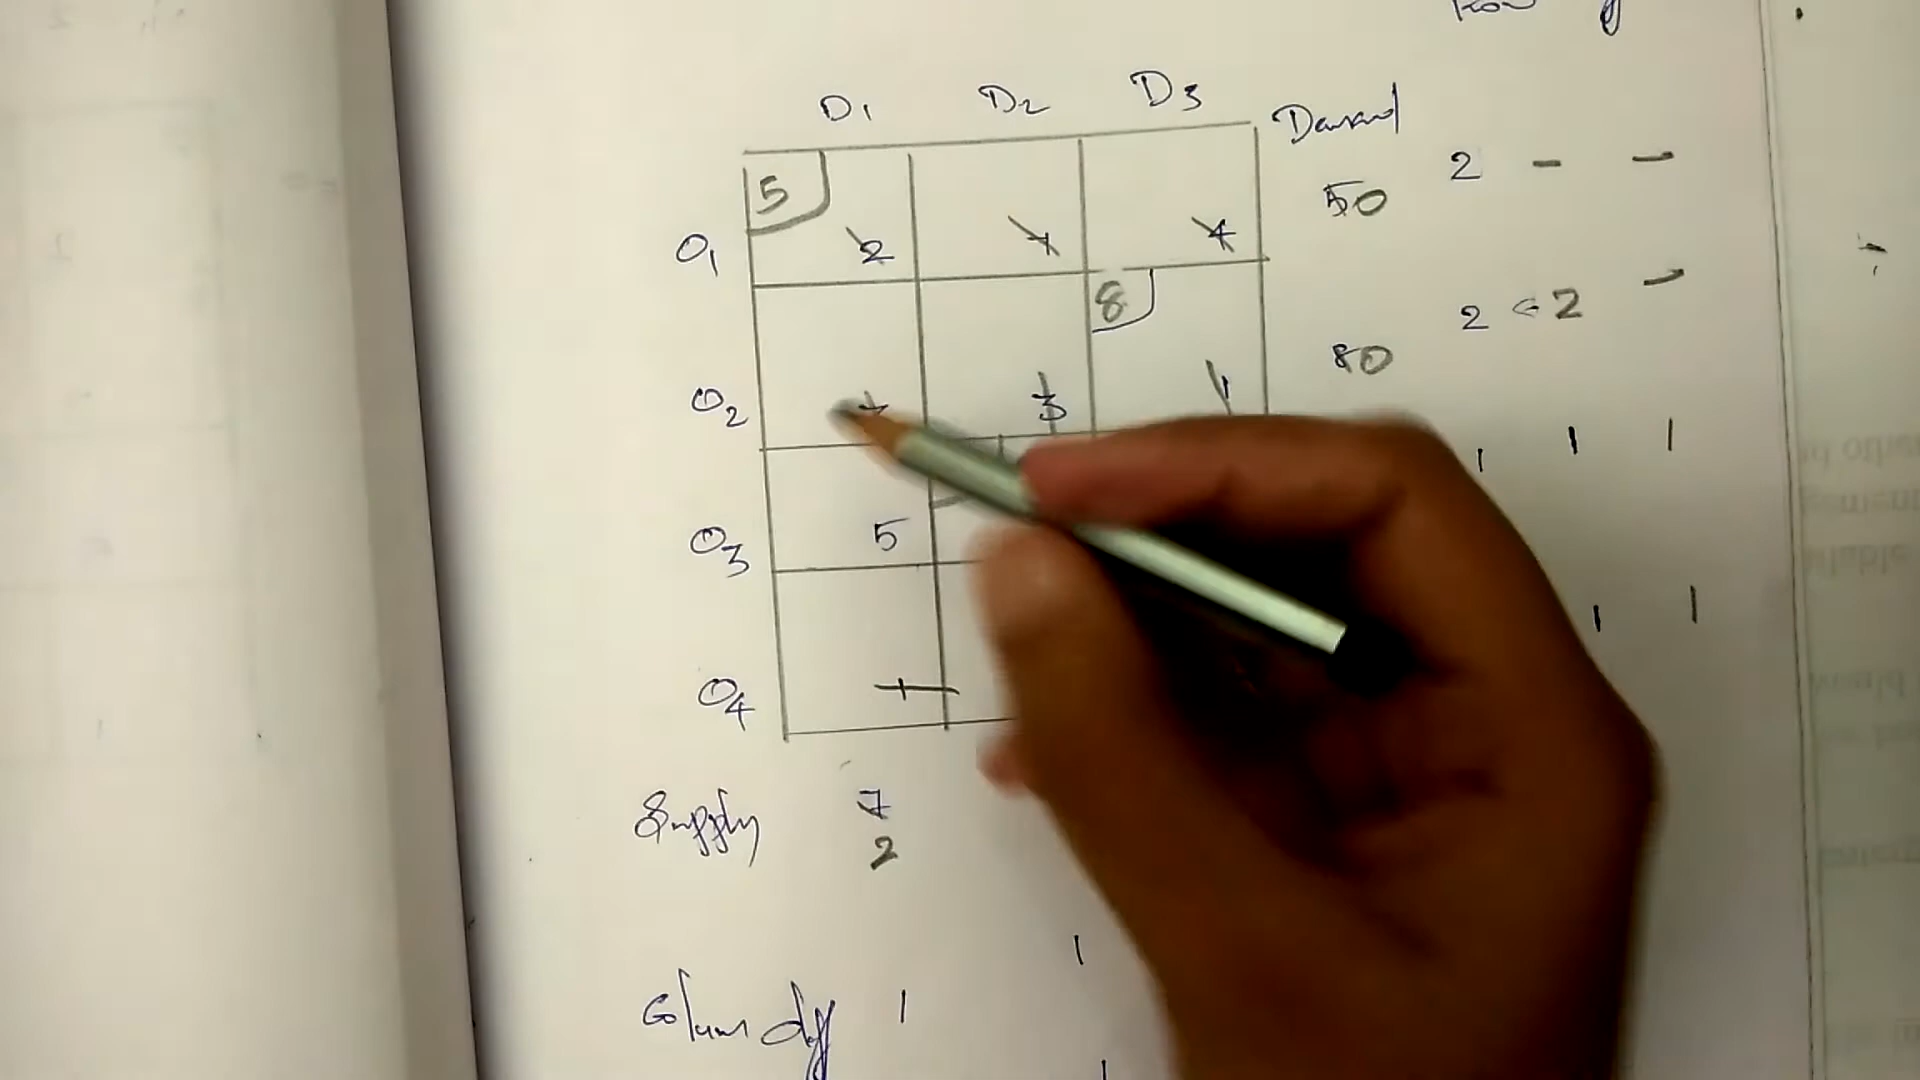 D1 D2 D3 Demand
5 2 4 4 50 2 - -
O1
8
O2 3 1 80 2 ← 2 -
1 1 1
O3 5
1 1
O4
Supply 7
2
1
Column diff 1